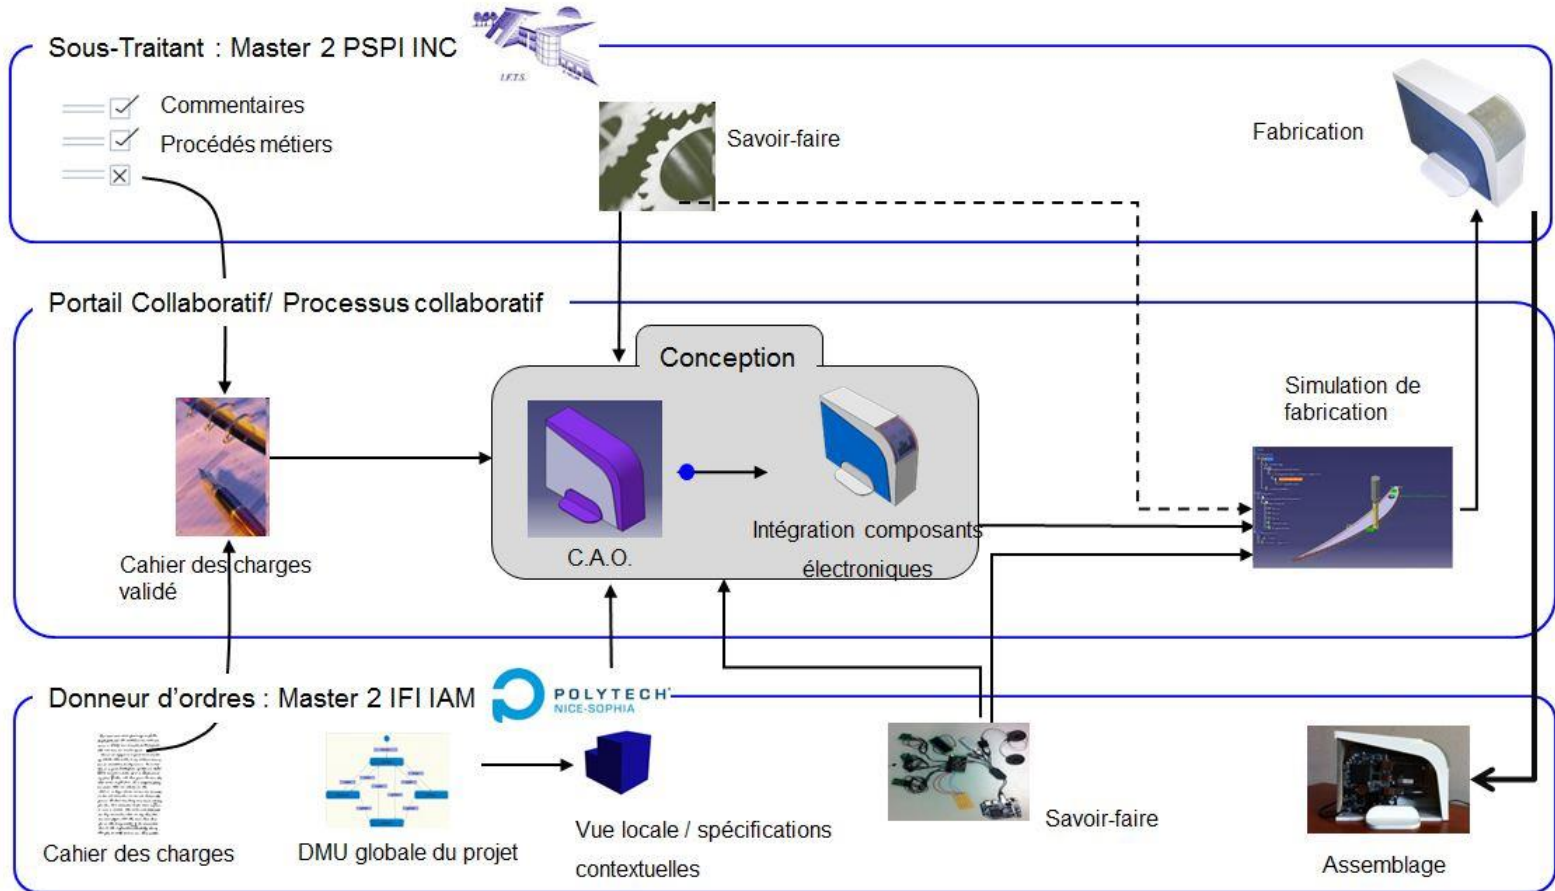 Sous-Traitant : Master 2 PSPI INC
I.F.T.S.
Commentaires
Procédés métiers
Savoir-faire
Fabrication
Portail Collaboratif/ Processus collaboratif
Conception
Simulation de
fabrication
C.A.O.
Intégration composants
électroniques
Cahier des charges
validé
Donneur d'ordres : Master 2 IFI IAM
POLYTECH'
NICE-SOPHIA
Cahier des charges
DMU globale du projet
Vue locale / spécifications
contextuelles
Savoir-faire
Assemblage